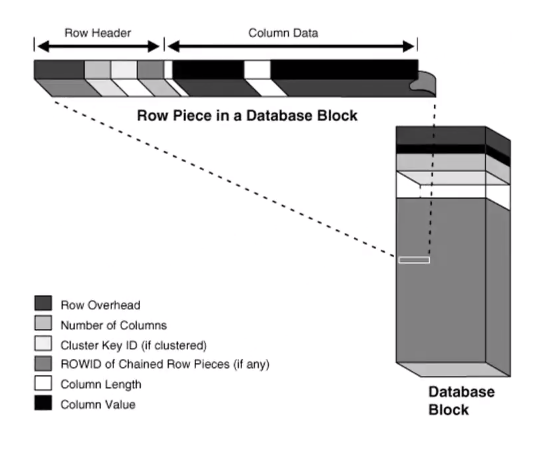 Row Header
Column Data
Row Piece in a Database Block
Row Overhead
Number of Columns
Cluster Key ID (if clustered)
ROWID of Chained Row Pieces (if any)
Column Length
Column Value
Database
Block